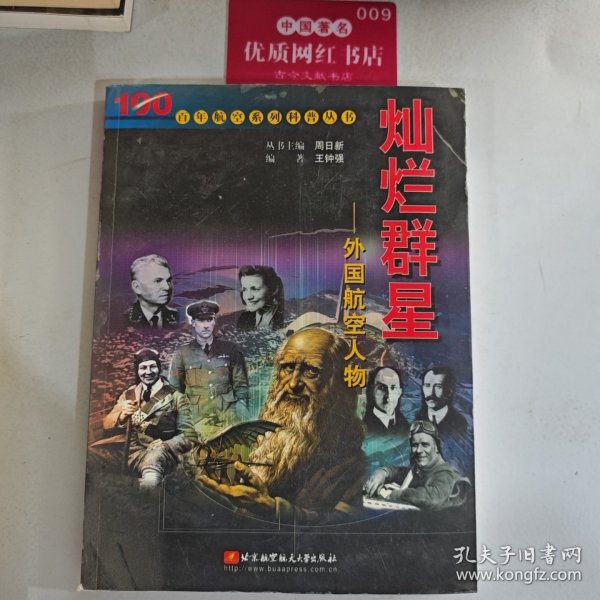 009
中国著名
优质网红书店
古今文献书店
100
百年航空系列科普丛书
丛书主编 周日新
编 著 王钟强
灿烂群星
——外国航空人物
北京航空航天大学出版社
http://www.buaapress.com.cn
孔夫子旧书网
www.kongfz.com